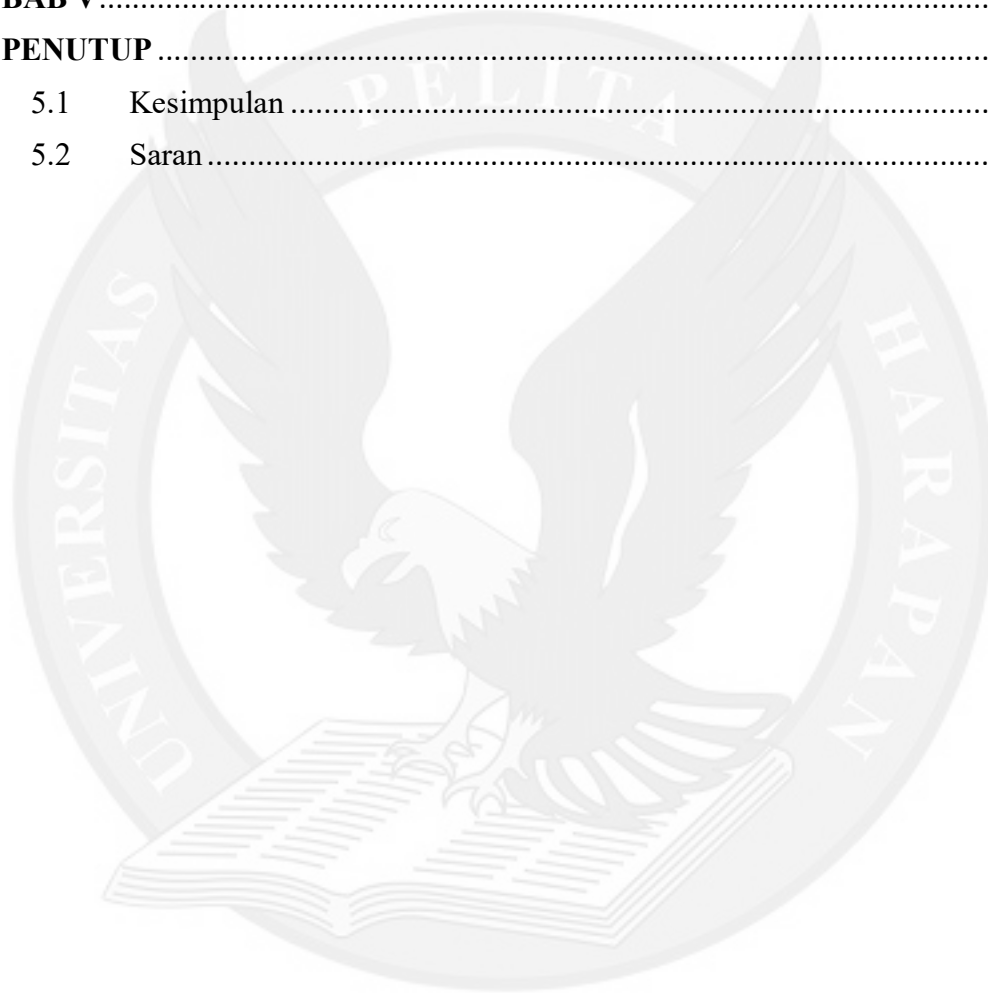 BAB V........................................................................................................
PENUTUP.................................................................................................
5.1 Kesimpulan....................................................................................
5.2 Saran...............................................................................................
UNIVERSITAS PELITA HARAPAN